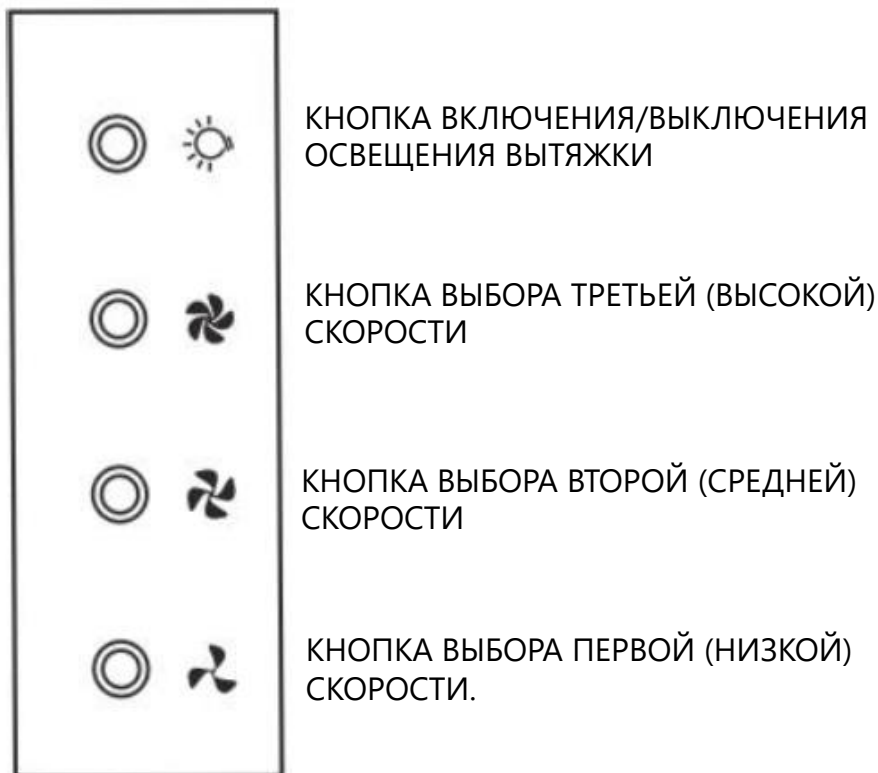 КНОПКА ВКЛЮЧЕНИЯ/ВЫКЛЮЧЕНИЯ
ОСВЕЩЕНИЯ ВЫТЯЖКИ
КНОПКА ВЫБОРА ТРЕТЬЕЙ (ВЫСОКОЙ)
СКОРОСТИ
КНОПКА ВЫБОРА ВТОРОЙ (СРЕДНЕЙ)
СКОРОСТИ
КНОПКА ВЫБОРА ПЕРВОЙ (НИЗКОЙ)
СКОРОСТИ.